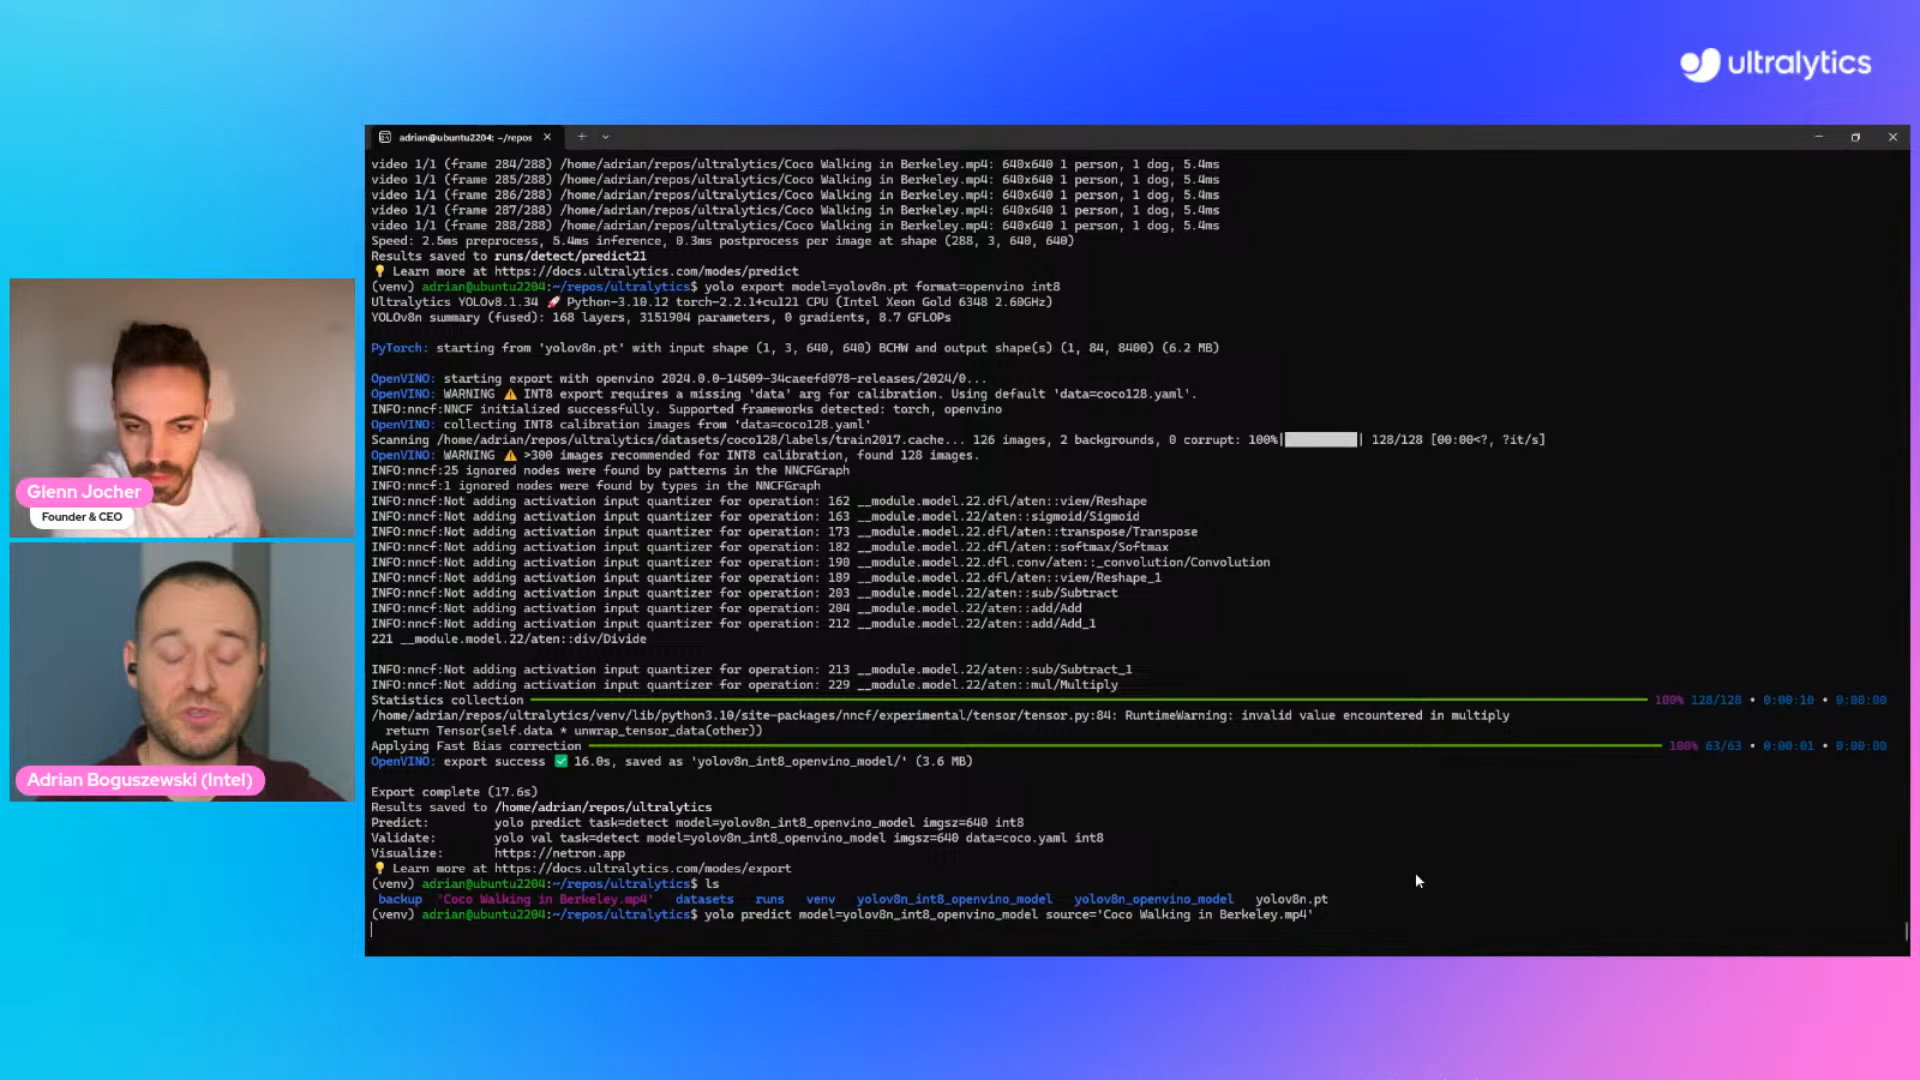 ultralytics
adrian@ubuntu2204: ~/repos
video 1/1 (frame 284/288) /home/adrian/repos/ultralytics/Coco Walking in Berkeley.mp4: 640x640 1 person, 1 dog, 5.4ms
video 1/1 (frame 285/288) /home/adrian/repos/ultralytics/Coco Walking in Berkeley.mp4: 640x640 1 person, 1 dog, 5.4ms
video 1/1 (frame 286/288) /home/adrian/repos/ultralytics/Coco Walking in Berkeley.mp4: 640x640 1 person, 1 dog, 5.4ms
video 1/1 (frame 287/288) /home/adrian/repos/ultralytics/Coco Walking in Berkeley.mp4: 640x640 1 person, 1 dog, 5.4ms
video 1/1 (frame 288/288) /home/adrian/repos/ultralytics/Coco Walking in Berkeley.mp4: 640x640 1 person, 1 dog, 5.4ms
Speed: 2.5ms preprocess, 5.4ms inference, 0.3ms postprocess per image at shape (288, 3, 640, 640)
Results saved to runs/detect/predict21
💡 Learn more at https://docs.ultralytics.com/modes/predict
(venv) adrian@ubuntu2204:~/repos/ultralytics$ yolo export model=yolov8n.pt format=openvino int8
Ultralytics YOLOv8.1.34 🚀 Python-3.10.12 torch-2.2.1+cu121 CPU (Intel Xeon Gold 6348 2.60GHz)
YOLOv8n summary (fused): 168 layers, 3151904 parameters, 0 gradients, 8.7 GFLOPs
PyTorch: starting from 'yolov8n.pt' with input shape (1, 3, 640, 640) BCHW and output shape(s) (1, 84, 8400) (6.2 MB)
OpenVINO: starting export with openvino 2024.0.0-14509-34caeefd078-releases/2024/0...
OpenVINO: WARNING ⚠️ INT8 export requires a missing 'data' arg for calibration. Using default 'data=coco128.yaml'.
INFO:nncf:NNCF initialized successfully. Supported frameworks detected: torch, openvino
OpenVINO: collecting INT8 calibration images from 'data=coco128.yaml'
Scanning /home/adrian/repos/ultralytics/datasets/coco128/labels/train2017.cache... 126 images, 2 backgrounds, 0 corrupt: 100%|██████████| 128/128 [00:00<?, ?it/s]
OpenVINO: WARNING ⚠️ >300 images recommended for INT8 calibration, found 128 images.
INFO:nncf:25 ignored nodes were found by patterns in the NNCFGraph
INFO:nncf:1 ignored nodes were found by types in the NNCFGraph
INFO:nncf:Not adding activation input quantizer for operation: 162 __module.model.22.dfl/aten::view/Reshape
INFO:nncf:Not adding activation input quantizer for operation: 163 __module.model.22/aten::sigmoid/Sigmoid
INFO:nncf:Not adding activation input quantizer for operation: 173 __module.model.22.dfl/aten::transpose/Transpose
INFO:nncf:Not adding activation input quantizer for operation: 182 __module.model.22.dfl/aten::softmax/Softmax
INFO:nncf:Not adding activation input quantizer for operation: 190 __module.model.22.dfl.conv/aten::_convolution/Convolution
INFO:nncf:Not adding activation input quantizer for operation: 189 __module.model.22.dfl/aten::view/Reshape_1
INFO:nncf:Not adding activation input quantizer for operation: 203 __module.model.22/aten::sub/Subtract
INFO:nncf:Not adding activation input quantizer for operation: 204 __module.model.22/aten::add/Add
INFO:nncf:Not adding activation input quantizer for operation: 212 __module.model.22/aten::add/Add_1
221 __module.model.22/aten::div/Divide
INFO:nncf:Not adding activation input quantizer for operation: 213 __module.model.22/aten::sub/Subtract_1
INFO:nncf:Not adding activation input quantizer for operation: 229 __module.model.22/aten::mul/Multiply
Statistics collection 100% 128/128 • 0:00:10 • 0:00:00
/home/adrian/repos/ultralytics/venv/lib/python3.10/site-packages/nncf/experimental/tensor/tensor.py:84: RuntimeWarning: invalid value encountered in multiply
return Tensor(self.data * unwrap_tensor_data(other))
Applying Fast Bias correction 100% 63/63 • 0:00:01 • 0:00:00
OpenVINO: export success ✅ 16.0s, saved as 'yolov8n_int8_openvino_model/' (3.6 MB)
Export complete (17.6s)
Results saved to /home/adrian/repos/ultralytics
Predict: yolo predict task=detect model=yolov8n_int8_openvino_model imgsz=640 int8
Validate: yolo val task=detect model=yolov8n_int8_openvino_model imgsz=640 data=coco.yaml int8
Visualize: https://netron.app
💡 Learn more at https://docs.ultralytics.com/modes/export
(venv) adrian@ubuntu2204:~/repos/ultralytics$ ls
backup 'Coco Walking in Berkeley.mp4' datasets runs venv yolov8n_int8_openvino_model yolov8n_openvino_model yolov8n.pt
(venv) adrian@ubuntu2204:~/repos/ultralytics$ yolo predict model=yolov8n_int8_openvino_model source='Coco Walking in Berkeley.mp4'
Glenn Jocher
Founder & CEO
Adrian Boguszewski (Intel)